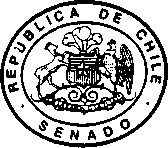 REPUBLICA DE CHILE
SENADO